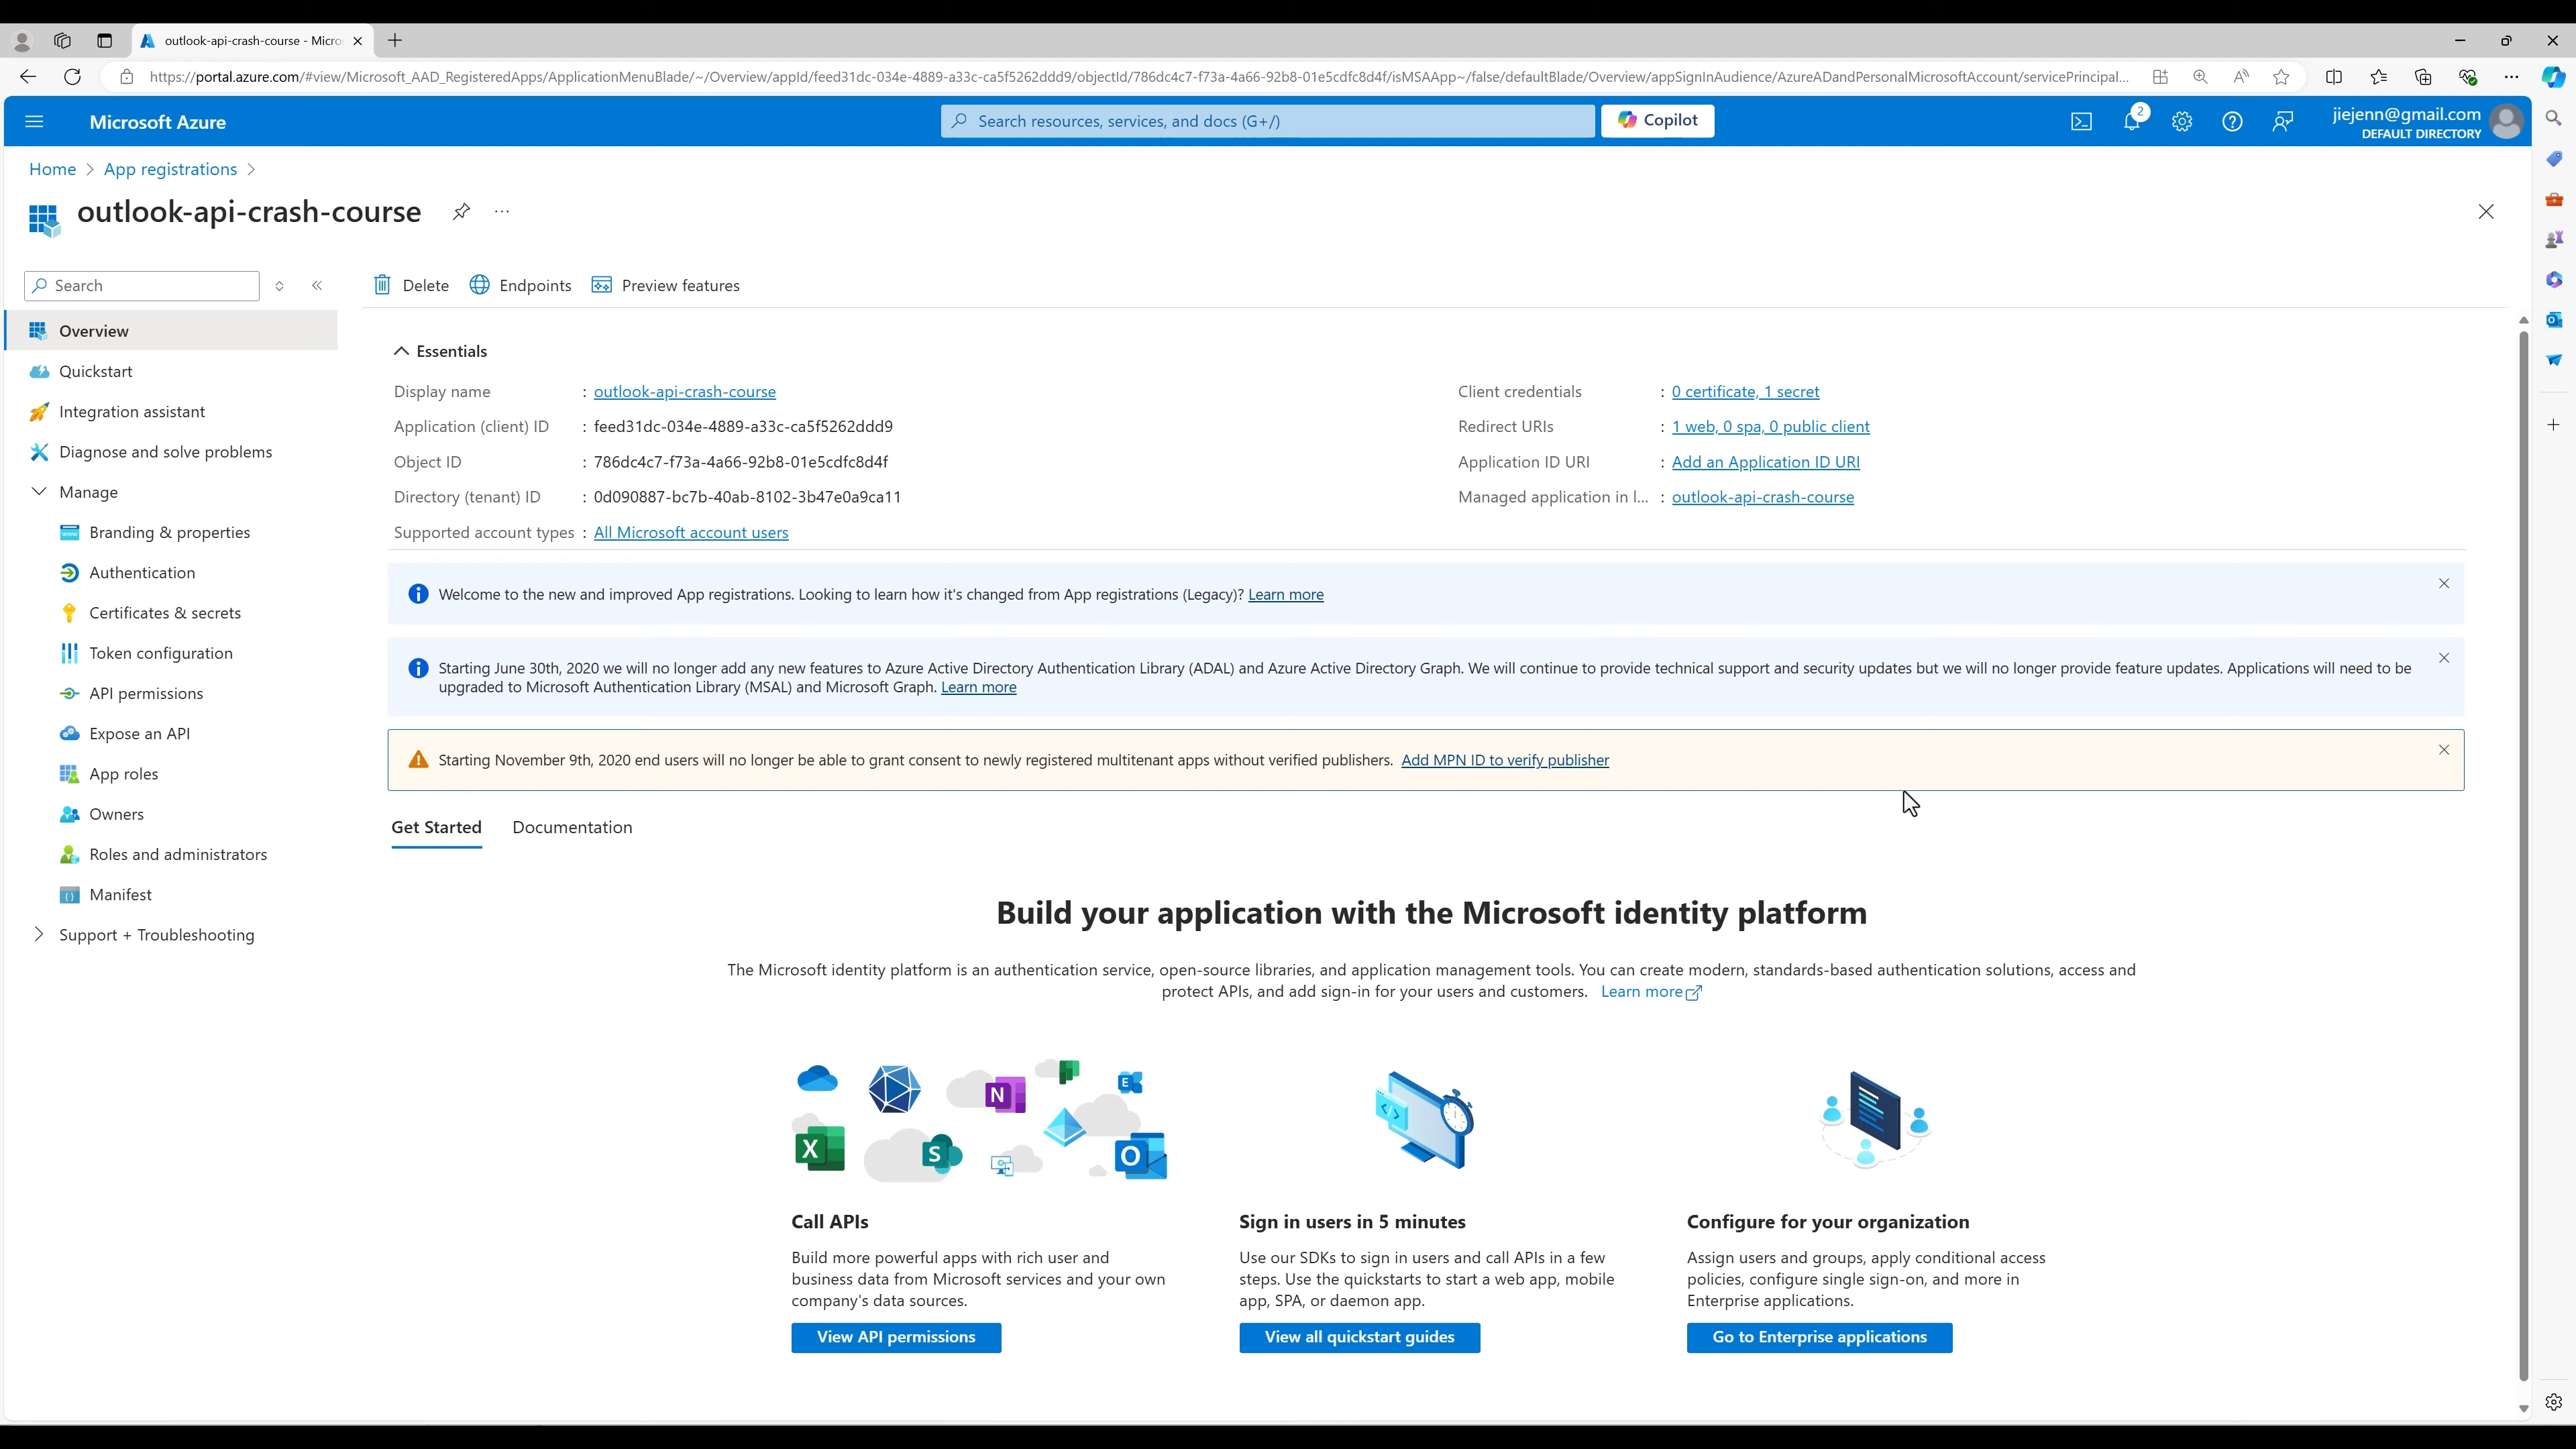 outlook-api-crash-course - Micro
https://portal.azure.com/#view/Microsoft_AAD_RegisteredApps/ApplicationMenuBlade/~/Overview/appId/feed31dc-034e-4889-a33c-ca5f5262ddd9/objectId/786dc4c7-f73a-4a66-92b8-01e5cdfc8d4f/isMSAApp~/false/defaultBlade/Overview/appSignInAudience/AzureADandPersonalMicrosoftAccount/servicePrincipal...
Microsoft Azure
Search resources, services, and docs (G+/)
Copilot
2
jiejenn@gmail.com
DEFAULT DIRECTORY
Home > App registrations >
outlook-api-crash-course
Search
Delete
Endpoints
Preview features
Overview
Quickstart
Integration assistant
Diagnose and solve problems
Manage
Branding & properties
Authentication
Certificates & secrets
Token configuration
API permissions
Expose an API
App roles
Owners
Roles and administrators
Manifest
Support + Troubleshooting
Essentials
Display name : outlook-api-crash-course
Application (client) ID : feed31dc-034e-4889-a33c-ca5f5262ddd9
Object ID : 786dc4c7-f73a-4a66-92b8-01e5cdfc8d4f
Directory (tenant) ID : 0d090887-bc7b-40ab-8102-3b47e0a9ca11
Supported account types : All Microsoft account users
Client credentials : 0 certificate, 1 secret
Redirect URIs : 1 web, 0 spa, 0 public client
Application ID URI : Add an Application ID URI
Managed application in l... : outlook-api-crash-course
Welcome to the new and improved App registrations. Looking to learn how it's changed from App registrations (Legacy)? Learn more
Starting June 30th, 2020 we will no longer add any new features to Azure Active Directory Authentication Library (ADAL) and Azure Active Directory Graph. We will continue to provide technical support and security updates but we will no longer provide feature updates. Applications will need to be
upgraded to Microsoft Authentication Library (MSAL) and Microsoft Graph. Learn more
Starting November 9th, 2020 end users will no longer be able to grant consent to newly registered multitenant apps without verified publishers. Add MPN ID to verify publisher
Get Started
Documentation
Build your application with the Microsoft identity platform
The Microsoft identity platform is an authentication service, open-source libraries, and application management tools. You can create modern, standards-based authentication solutions, access and
protect APIs, and add sign-in for your users and customers. Learn more
N
E
X
S
O
Call APIs
Build more powerful apps with rich user and
business data from Microsoft services and your own
company's data sources.
View API permissions
Sign in users in 5 minutes
Use our SDKs to sign in users and call APIs in a few
steps. Use the quickstarts to start a web app, mobile
app, SPA, or daemon app.
View all quickstart guides
Configure for your organization
Assign users and groups, apply conditional access
policies, configure single sign-on, and more in
Enterprise applications.
Go to Enterprise applications